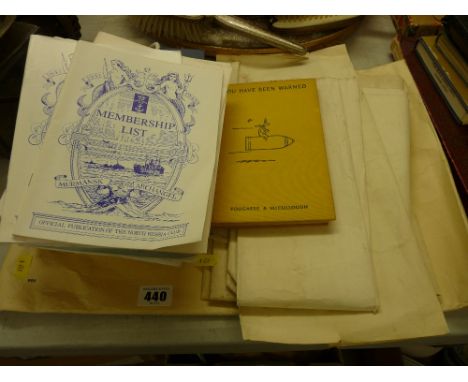 MEMBERSHIP
LIST
OFFICIAL PUBLICATION OF THE NORTH RUSSIA CLUB
YOU HAVE BEEN WARNED
FOUGASSE & McCULLOUGH
440